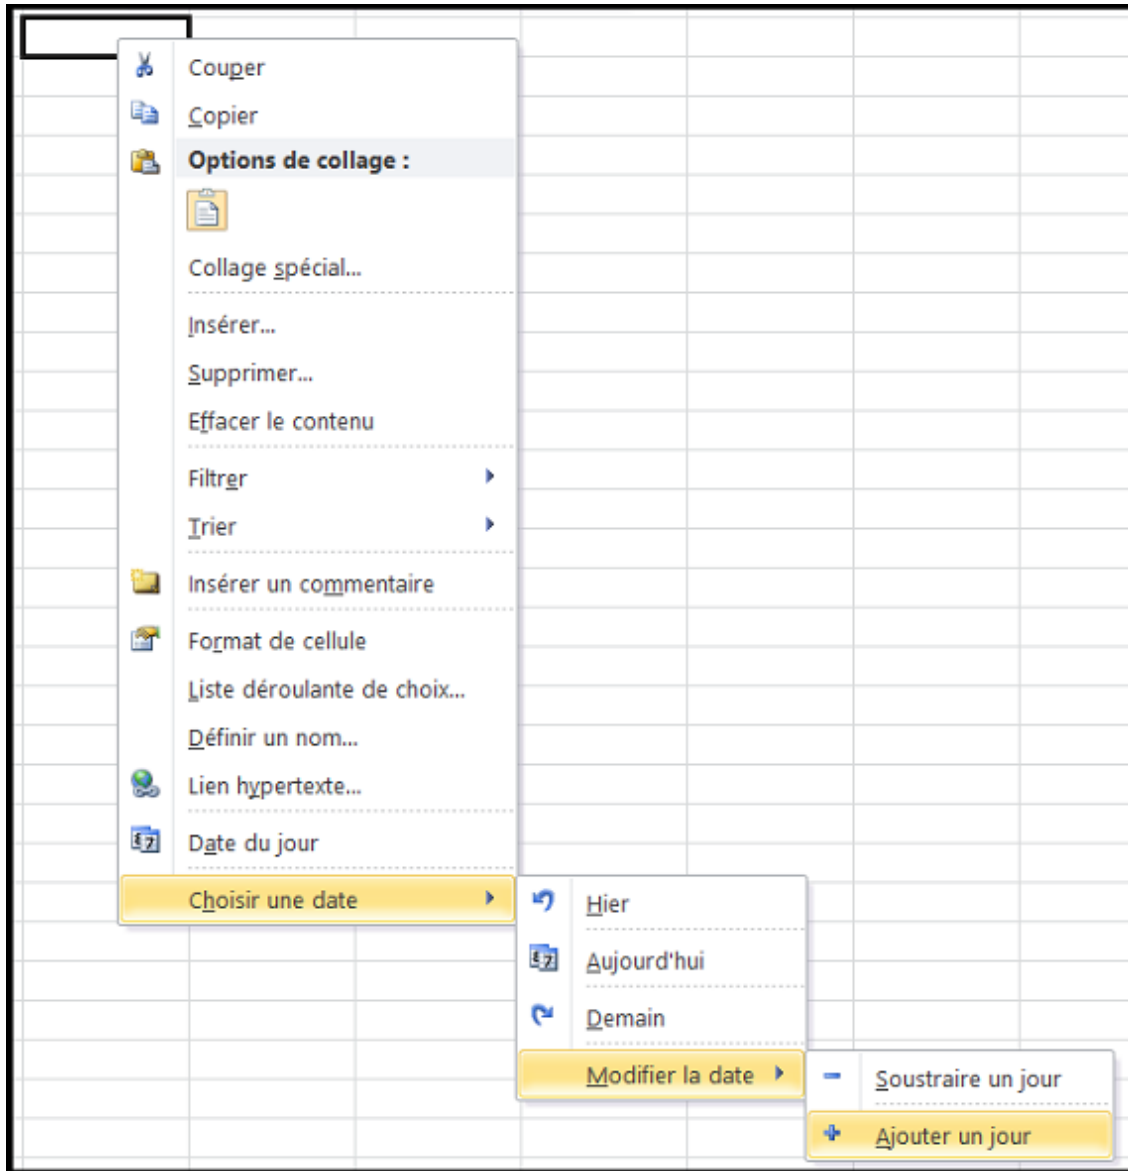 Couper
Copier
Options de collage :
Collage spécial...
Insérer...
Supprimer...
Effacer le contenu
Filtrer
Trier
Insérer un commentaire
Format de cellule
Liste déroulante de choix...
Définir un nom...
Lien hypertexte...
Date du jour
Choisir une date
Hier
Aujourd'hui
Demain
Modifier la date
Soustraire un jour
Ajouter un jour